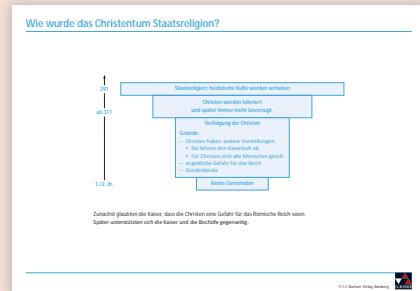 Wie wurde das Christentum Staatsreligion?
391
Staatsreligion: heidnische Kulte werden verboten
ab 311
Christen werden toleriert
und später immer mehr bevorzugt.
Verfolgung der Christen
Gründe:
– Christen haben andere Vorstellungen.
• Sie lehnen den Kaiserkult ab.
• Für Christen sind alle Menschen gleich.
– angebliche Gefahr für das Reich
– Sündenböcke
1./2. Jh.
kleine Gemeinden
Zunächst glaubten die Kaiser, dass die Christen eine Gefahr für das Römische Reich seien.
Später unterstützten sich die Kaiser und die Bischöfe gegenseitig.
© C.C.Buchner Verlag, Bamberg
C.C.BUCHNER